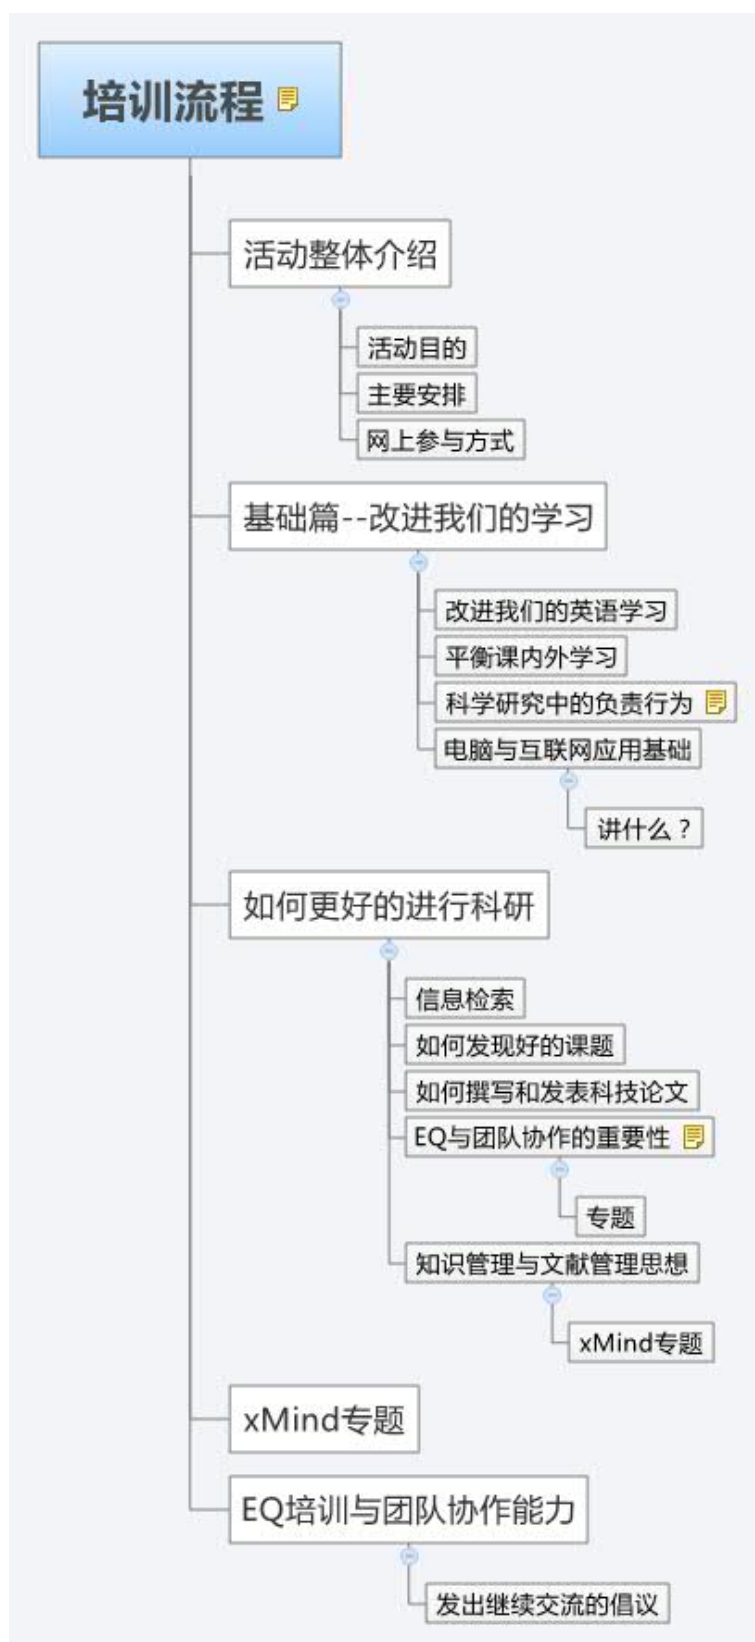 培训流程
活动整体介绍
活动目的
主要安排
网上参与方式
基础篇--改进我们的学习
改进我们的英语学习
平衡课内外学习
科学研究中的负责行为
电脑与互联网应用基础
讲什么？
如何更好的进行科研
信息检索
如何发现好的课题
如何撰写和发表科技论文
EQ与团队协作的重要性
专题
知识管理与文献管理思想
xMind专题
xMind专题
EQ培训与团队协作能力
发出继续交流的倡议